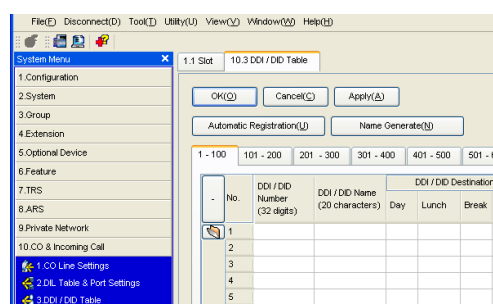 File(F) Disconnect(D) Tool(T) Utility(U) View(V) Window(W) Help(H)
System Menu
1.1 Slot 10.3 DDI / DID Table
1.Configuration
2.System
3.Group
4.Extension
5.Optional Device
6.Feature
7.TRS
8.ARS
9.Private Network
10.CO & Incoming Call
1.CO Line Settings
2.DIL Table & Port Settings
3.DDI / DID Table
OK(O) Cancel(C) Apply(A)
Automatic Registration(U) Name Generate(N)
1 - 100 101 - 200 201 - 300 301 - 400 401 - 500 501 -
- No. DDI / DID Number (32 digits) DDI / DID Name (20 characters) DDI / DID Destination
Day Lunch Break
1
2
3
4
5